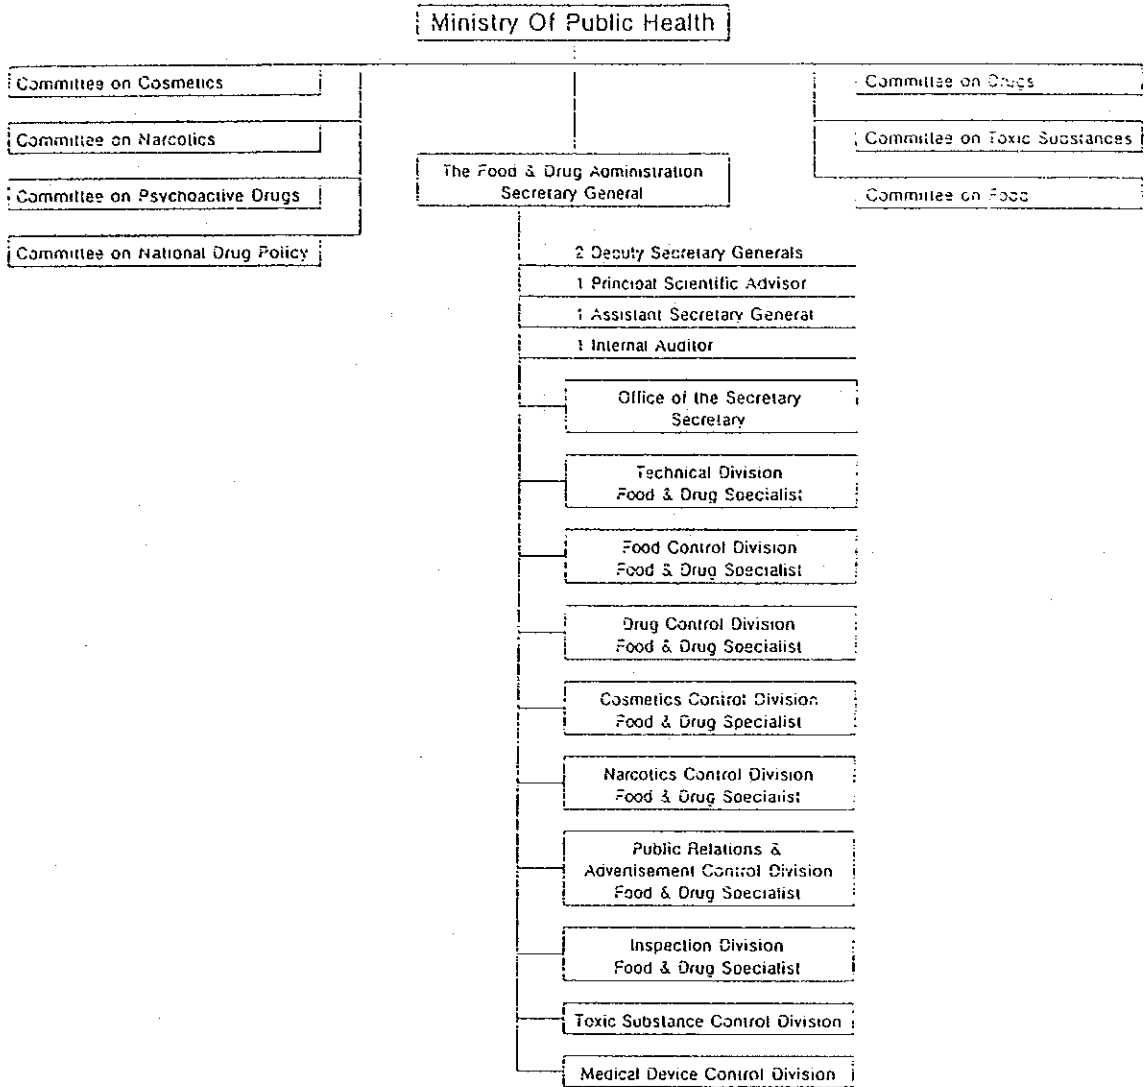 Ministry Of Public Health
Committee on Cosmetics
Committee on Narcotics
Committee on Psychoactive Drugs
Committee on National Drug Policy
Committee on Drugs
Committee on Toxic Substances
Committee on Food
The Food & Drug Administration
Secretary General
2 Deputy Secretary Generals
1 Principal Scientific Advisor
1 Assistant Secretary General
1 Internal Auditor
Office of the Secretary
Secretary
Technical Division
Food & Drug Specialist
Food Control Division
Food & Drug Specialist
Drug Control Division
Food & Drug Specialist
Cosmetics Control Division
Food & Drug Specialist
Narcotics Control Division
Food & Drug Specialist
Public Relations &
Advertisement Control Division
Food & Drug Specialist
Inspection Division
Food & Drug Specialist
Toxic Substance Control Division
Medical Device Control Division